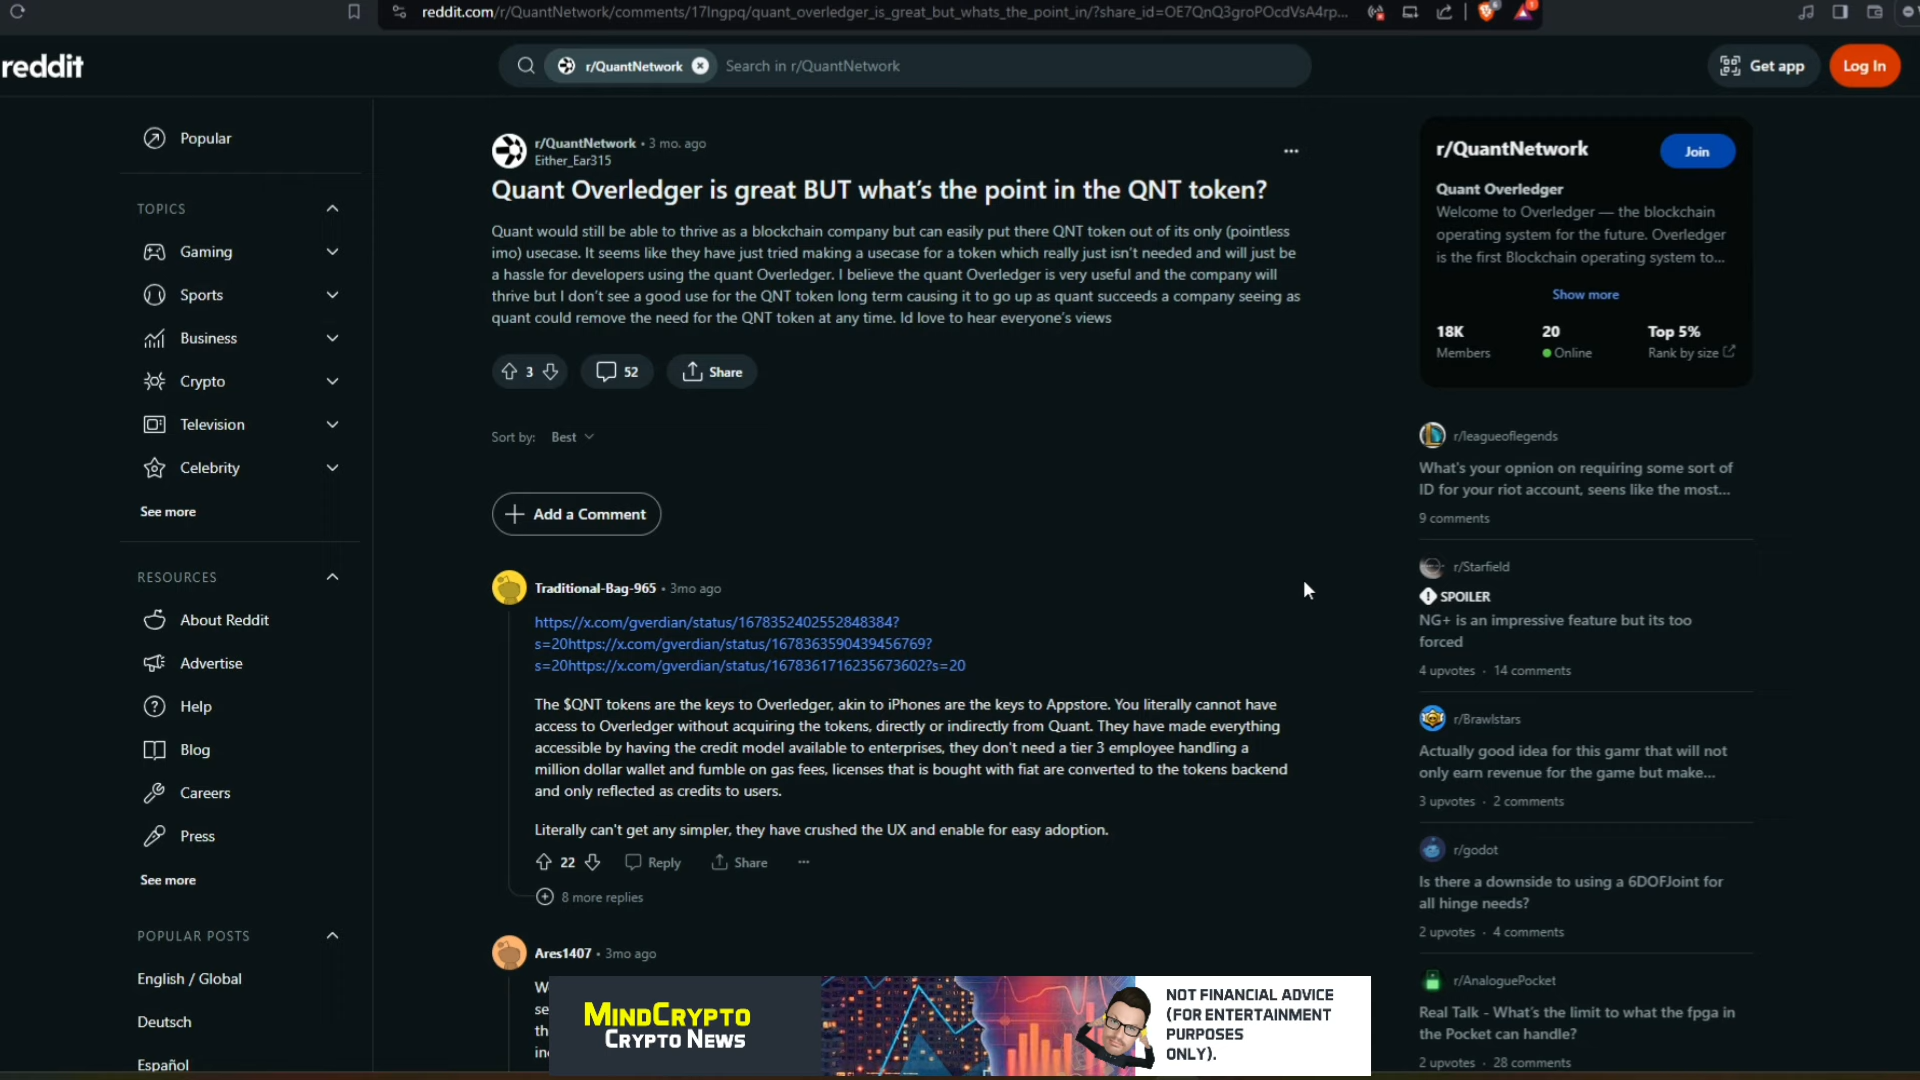 reddit.com/r/QuantNetwork/comments/17lngpq/quant_overledger_is_great_but_whats_the_point_in/?share_id=OE7QnQ3groPOcdVsA4rp...
reddit
r/QuantNetwork
Search in r/QuantNetwork
Get app
Log In
Popular
TOPICS
Gaming
Sports
Business
Crypto
Television
Celebrity
See more
RESOURCES
About Reddit
Advertise
Help
Blog
Careers
Press
See more
POPULAR POSTS
English / Global
Deutsch
Español
r/QuantNetwork • 3 mo. ago
Either_Ear315
Quant Overledger is great BUT what's the point in the QNT token?
Quant would still be able to thrive as a blockchain company but can easily put there QNT token out of its only (pointless
imo) usecase. It seems like they have just tried making a usecase for a token which really just isn't needed and will just be
a hassle for developers using the quant Overledger. I believe the quant Overledger is very useful and the company will
thrive but I don't see a good use for the QNT token long term causing it to go up as quant succeeds a company seeing as
quant could remove the need for the QNT token at any time. Id love to hear everyone's views
3
52
Share
Sort by: Best
Add a Comment
Traditional-Bag-965 • 3mo ago
https://x.com/gverdian/status/1678352402552848384?
s=20https://x.com/gverdian/status/1678363590439456769?
s=20https://x.com/gverdian/status/1678361716235673602?s=20
The $QNT tokens are the keys to Overledger, akin to iPhones are the keys to Appstore. You literally cannot have
access to Overledger without acquiring the tokens, directly or indirectly from Quant. They have made everything
accessible by having the credit model available to enterprises, they don't need a tier 3 employee handling a
million dollar wallet and fumble on gas fees, licenses that is bought with fiat are converted to the tokens backend
and only reflected as credits to users.
Literally can't get any simpler, they have crushed the UX and enable for easy adoption.
22
Reply
Share
8 more replies
Ares1407 • 3mo ago
MINDCRYPTO
CRYPTO NEWS
NOT FINANCIAL ADVICE
(FOR ENTERTAINMENT
PURPOSES
ONLY).
r/QuantNetwork
Join
Quant Overledger
Welcome to Overledger — the blockchain
operating system for the future. Overledger
is the first Blockchain operating system to...
Show more
18K
Members
20
Online
Top 5%
Rank by size
r/leagueoflegends
What's your opnion on requiring some sort of
ID for your riot account, seens like the most...
9 comments
r/Starfield
SPOILER
NG+ is an impressive feature but its too
forced
4 upvotes · 14 comments
r/Brawlstars
Actually good idea for this gamr that will not
only earn revenue for the game but make...
3 upvotes · 2 comments
r/godot
Is there a downside to using a 6DOFJoint for
all hinge needs?
2 upvotes · 4 comments
r/AnaloguePocket
Real Talk - What's the limit to what the fpga in
the Pocket can handle?
2 upvotes · 28 comments